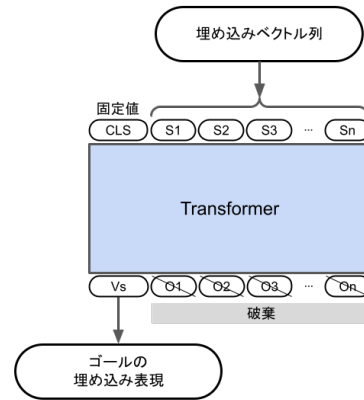 埋め込みベクトル列
固定値
CLS S1 S2 S3 ... Sn
Transformer
Vs O1 O2 O3 ... On
破棄
ゴールの
埋め込み表現